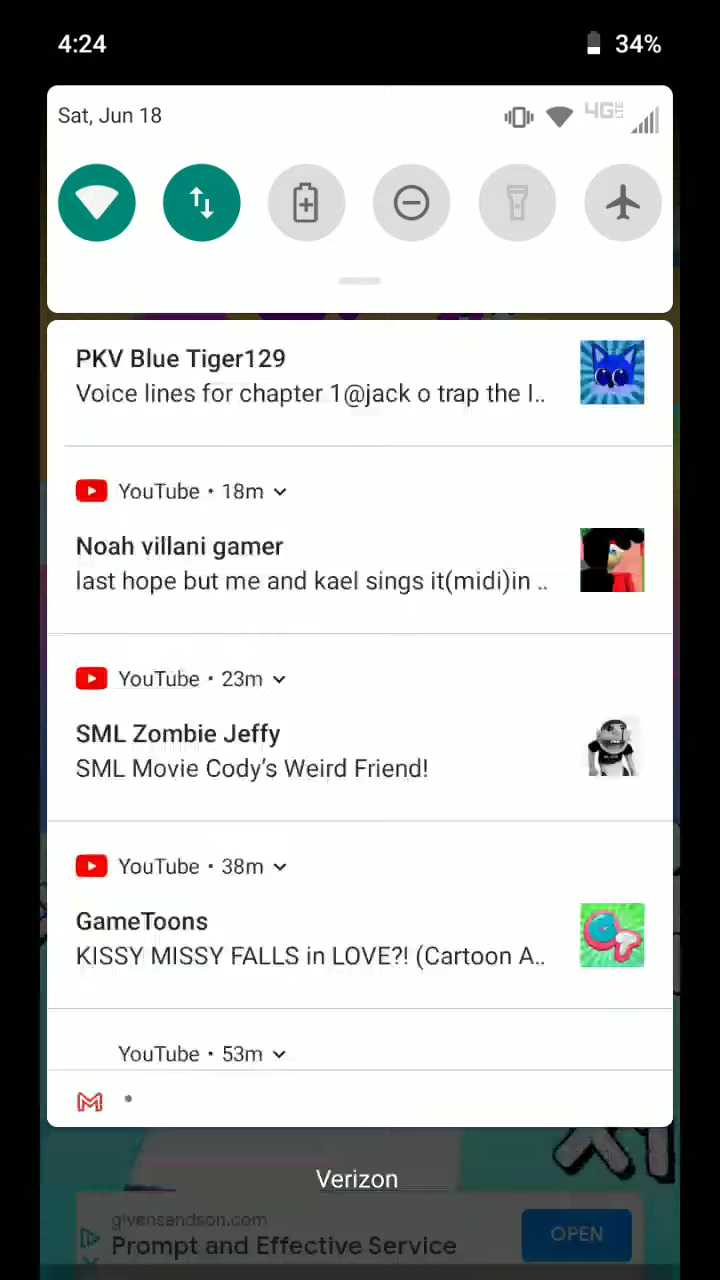 4:24
34%
Sat, Jun 18
4G
PKV Blue Tiger129
Voice lines for chapter 1@jack o trap the l..
YouTube • 18m
Noah villani gamer
last hope but me and kael sings it(midi)in ..
YouTube • 23m
SML Zombie Jeffy
SML Movie Cody's Weird Friend!
YouTube • 38m
GameToons
KISSY MISSY FALLS in LOVE?! (Cartoon A..
GT
YouTube • 53m
Verizon
givensandson.com
Prompt and Effective Service
OPEN